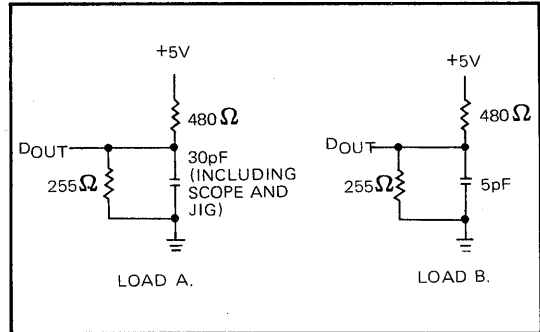 +5V
480Ω
DOUT
30pF
(INCLUDING
SCOPE AND
JIG)
255Ω
LOAD A.
+5V
480Ω
DOUT
255Ω
5pF
LOAD B.